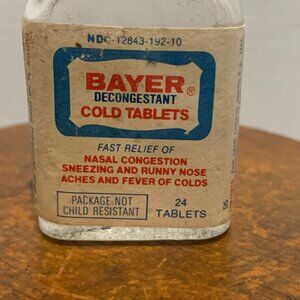 NDC-12843-192-10
BAYER®
DECONGESTANT
COLD TABLETS
FAST RELIEF OF
NASAL CONGESTION
SNEEZING AND RUNNY NOSE
ACHES AND FEVER OF COLDS
PACKAGE NOT
CHILD RESISTANT
24
TABLETS